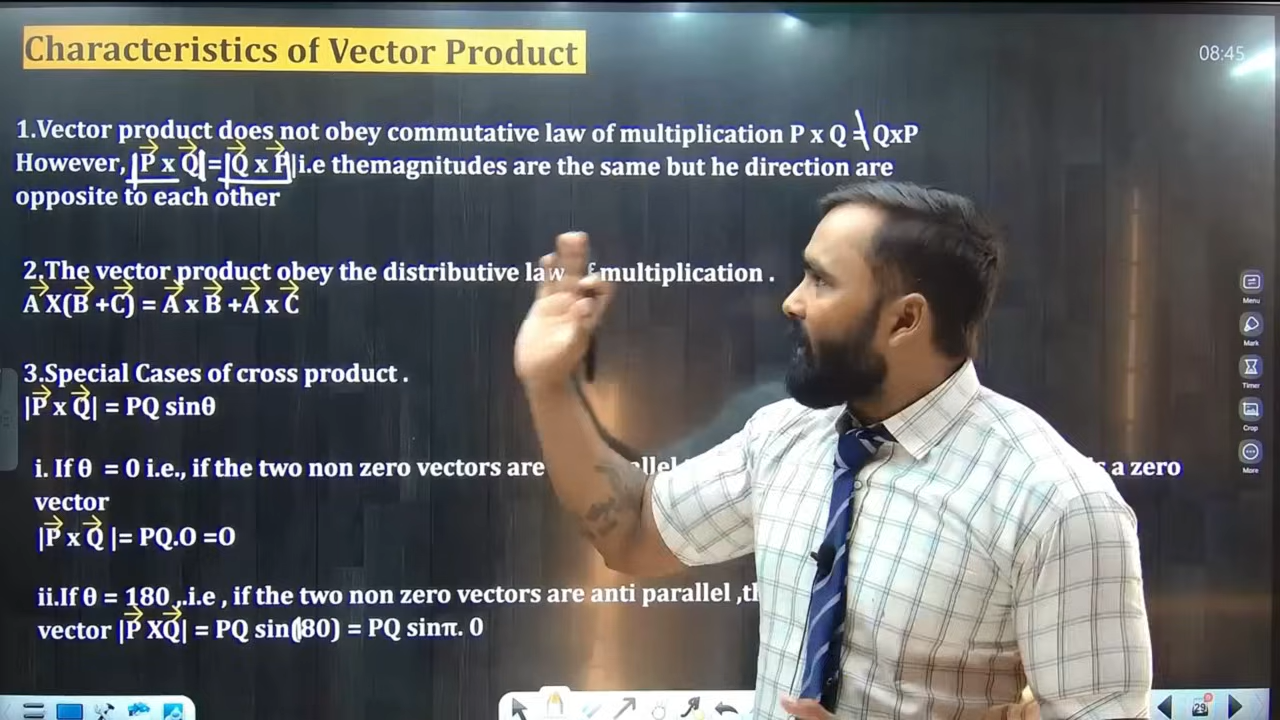 Characteristics of Vector Product
08:45
1.Vector product does not obey commutative law of multiplication P x Q ≠ QxP
However, |P⃗ x Q⃗|=|Q⃗ x P⃗|i.e themagnitudes are the same but he direction are
opposite to each other
2.The vector product obey the distributive law multiplication .
A⃗ X(B⃗ +C⃗) = A⃗ x B⃗ +A⃗ x C⃗
3.Special Cases of cross product .
|P⃗ x Q⃗| = PQ sinθ
i. If θ = 0 i.e., if the two non zero vectors are a zero
vector
|P⃗ x Q⃗ |= PQ.O =O
ii.If θ = 180 ,.i.e , if the two non zero vectors are anti parallel ,
vector |P⃗ XQ⃗| = PQ sin(180) = PQ sinπ. 0
Menu
Mark
Timer
Crop
More
29